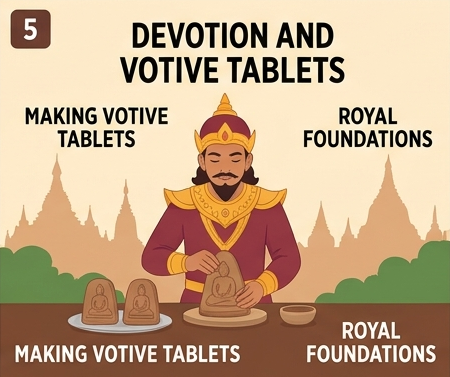 5
DEVOTION AND
VOTIVE TABLETS
MAKING VOTIVE
TABLETS
ROYAL
FOUNDATIONS
MAKING VOTIVE TABLETS
ROYAL
FOUNDATIONS